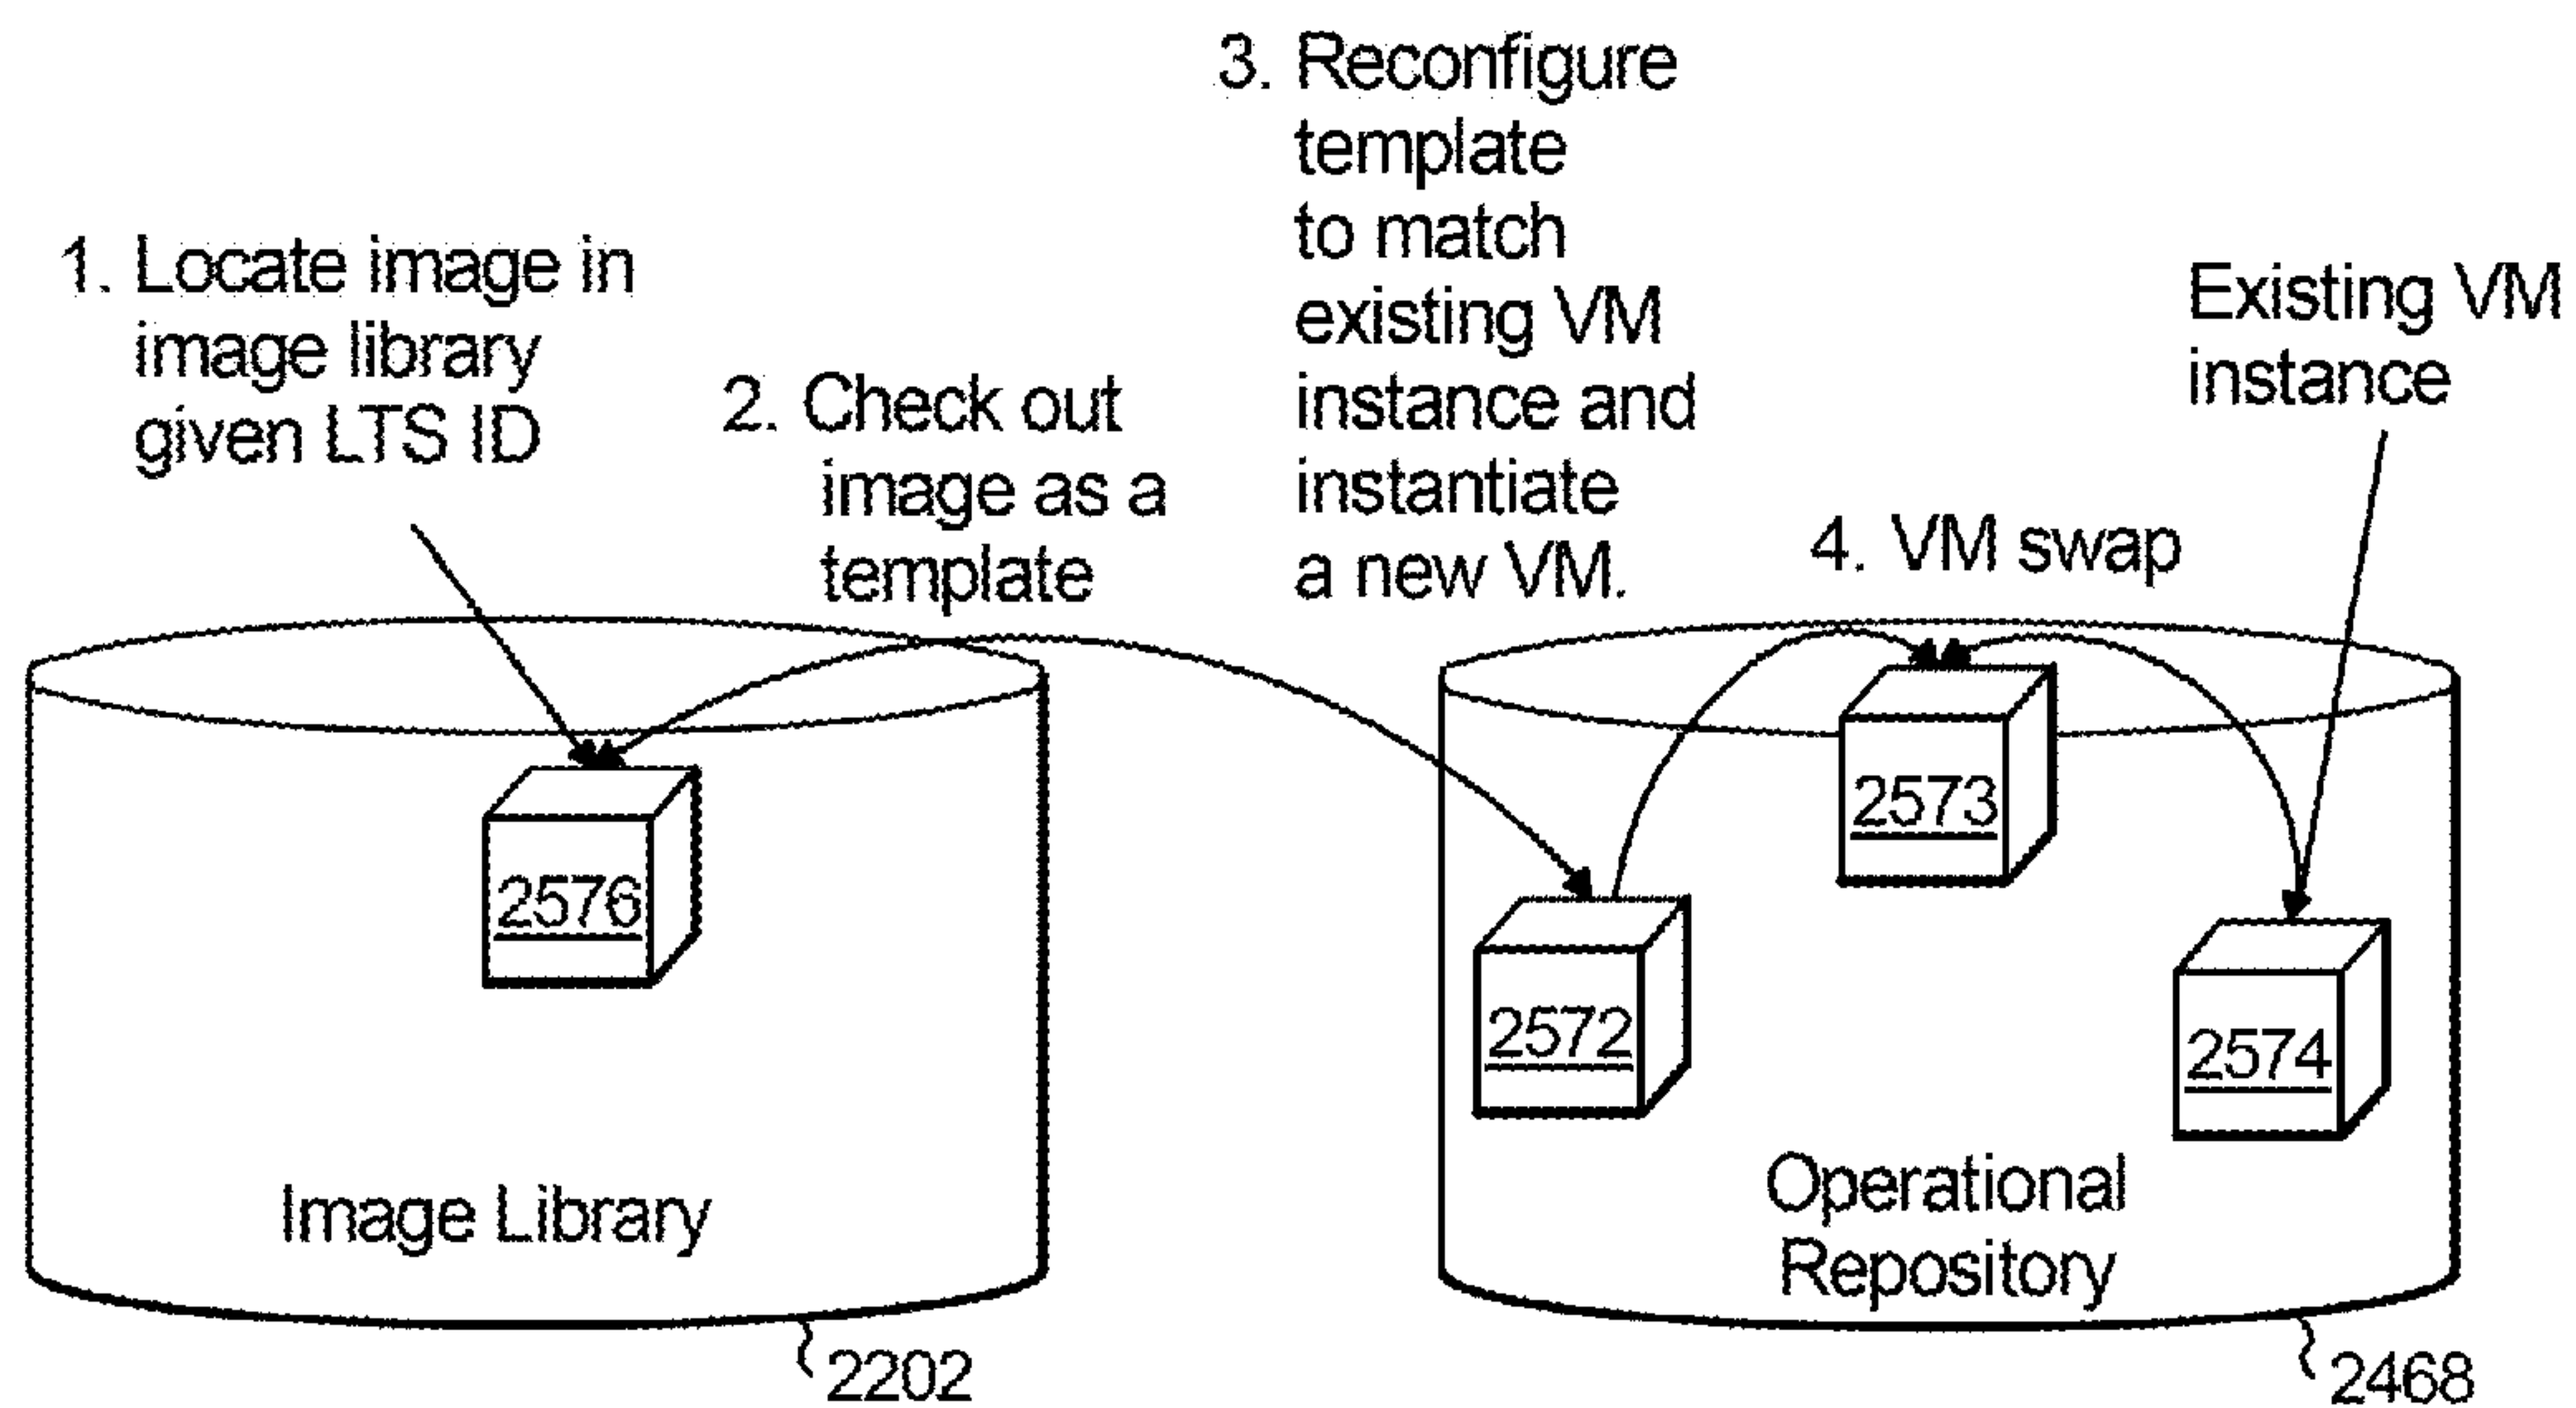 1. Locate image in
image library
given LTS ID
2. Check out
image as a
template
3. Reconfigure
template
to match
existing VM
instance and
instantiate
a new VM.
4. VM swap
Existing VM
instance
2576
2573
2572
2574
Image Library
Operational
Repository
2202
2468